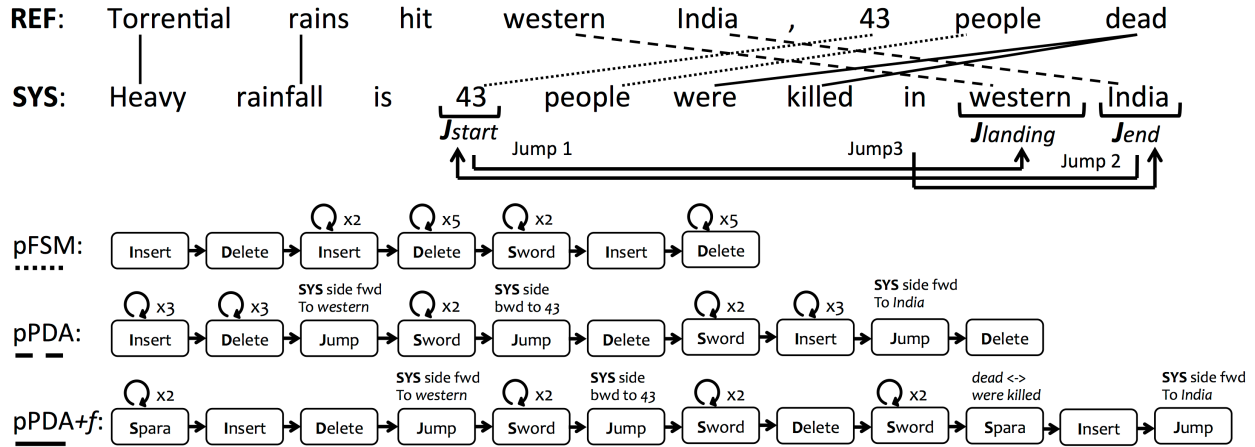 REF: Torrential rains hit western India , 43 people dead
SYS: Heavy rainfall is 43 people were killed in western India
Jstart Jlanding Jend
Jump 1 Jump3 Jump 2
x2 x5 x2 x5
pFSM: Insert Delete Insert Delete Sword Insert Delete
SYS side fwd SYS side SYS side fwd
x3 x3 To western x2 bwd to 43 x2 x3 To India
pPDA: Insert Delete Jump Sword Jump Delete Sword Insert Jump Delete
SYS side fwd SYS side dead <-> SYS side fwd
x2 To western x2 bwd to 43 x2 x2 were killed To India
pPDA+f: Spara Insert Delete Jump Sword Jump Sword Delete Sword Spara Insert Jump